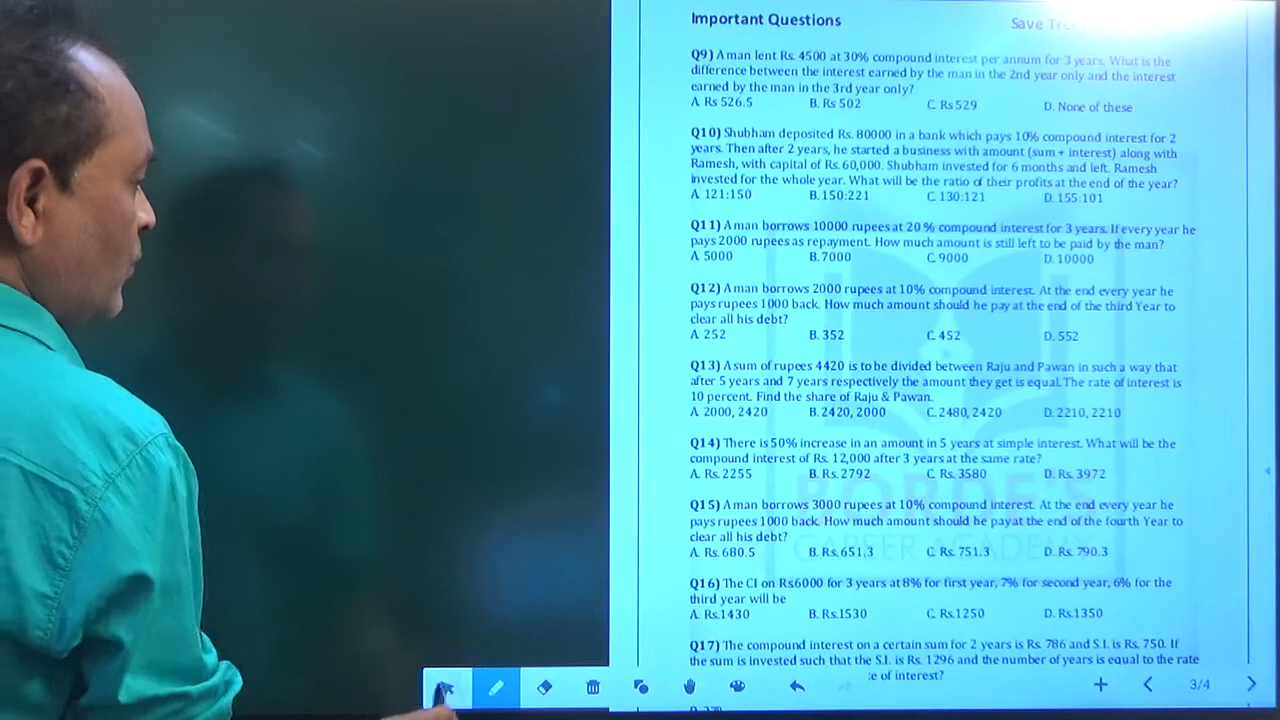 Important Questions
Save
Q9) A man lent Rs. 4500 at 30% compound interest per annum for 3 years. What is the
difference between the interest earned by the man in the 2nd year only and the interest
earned by the man in the 3rd year only?
A. Rs 526.5 B. Rs 502 C. Rs 529 D. None of these
Q10) Shubham deposited Rs. 80000 in a bank which pays 10% compound interest for 2
years. Then after 2 years, he started a business with amount (sum + interest) along with
Ramesh, with capital of Rs. 60,000. Shubham invested for 6 months and left. Ramesh
invested for the whole year. What will be the ratio of their profits at the end of the year?
A. 121:150 B. 150:221 C. 130:121 D. 155:101
Q11) A man borrows 10000 rupees at 20 % compound interest for 3 years. If every year he
pays 2000 rupees as repayment. How much amount is still left to be paid by the man?
A. 5000 B. 7000 C. 9000 D. 10000
Q12) A man borrows 2000 rupees at 10% compound interest. At the end every year he
pays rupees 1000 back. How much amount should he pay at the end of the third Year to
clear all his debt?
A. 252 B. 352 C. 452 D. 552
Q13) A sum of rupees 4420 is to be divided between Raju and Pawan in such a way that
after 5 years and 7 years respectively the amount they get is equal. The rate of interest is
10 percent. Find the share of Raju & Pawan.
A. 2000, 2420 B. 2420, 2000 C. 2480, 2420 D. 2210, 2210
Q14) There is 50% increase in an amount in 5 years at simple interest. What will be the
compound interest of Rs. 12,000 after 3 years at the same rate?
A. Rs. 2255 B. Rs. 2792 C. Rs. 3580 D. Rs. 3972
Q15) A man borrows 3000 rupees at 10% compound interest. At the end every year he
pays rupees 1000 back. How much amount should he pay at the end of the fourth Year to
clear all his debt?
A. Rs. 680.5 B. Rs. 651.3 C. Rs. 751.3 D. Rs. 790.3
CAREER ACADEMY
Q16) The CI on Rs6000 for 3 years at 8% for first year, 7% for second year, 6% for the
third year will be
A. Rs.1430 B. Rs.1530 C. Rs.1250 D. Rs.1350
Q17) The compound interest on a certain sum for 2 years is Rs. 786 and S.I. is Rs. 750. If
the sum is invested such that the S.I. is Rs. 1296 and the number of years is equal to the rate
e of interest?
3/4